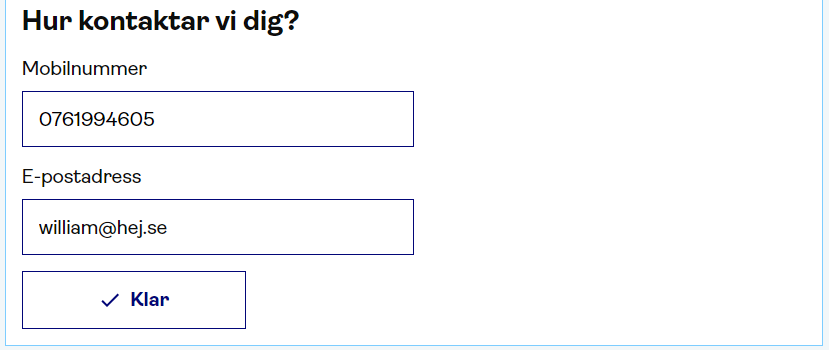 Hur kontaktar vi dig?
Mobilnummer
0761994605
E-postadress
william@hej.se
Klar